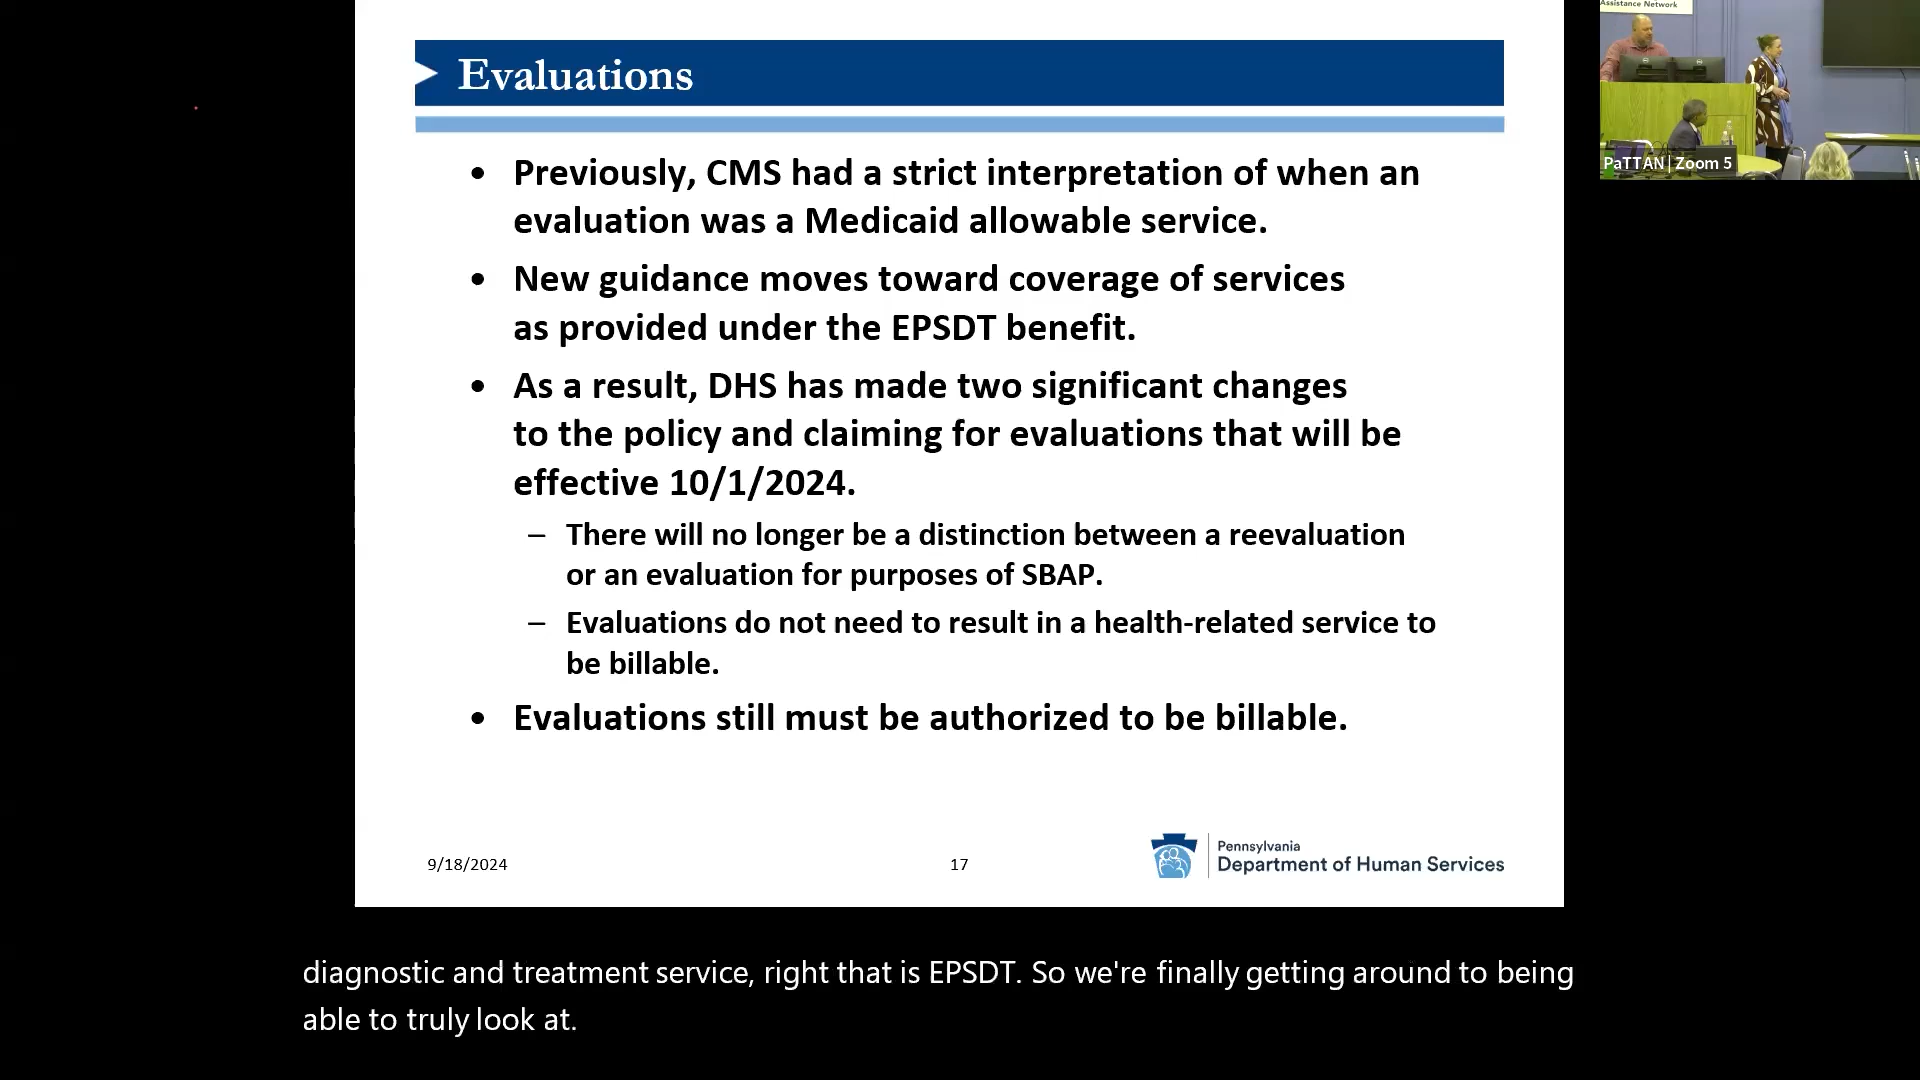 Evaluations
• Previously, CMS had a strict interpretation of when an
evaluation was a Medicaid allowable service.
• New guidance moves toward coverage of services
as provided under the EPSDT benefit.
• As a result, DHS has made two significant changes
to the policy and claiming for evaluations that will be
effective 10/1/2024.
– There will no longer be a distinction between a reevaluation
or an evaluation for purposes of SBAP.
– Evaluations do not need to result in a health-related service to
be billable.
• Evaluations still must be authorized to be billable.
9/18/2024
17
Pennsylvania
Department of Human Services
Assistance Network
PaTTAN | Zoom 5
diagnostic and treatment service, right that is EPSDT. So we're finally getting around to being
able to truly look at.